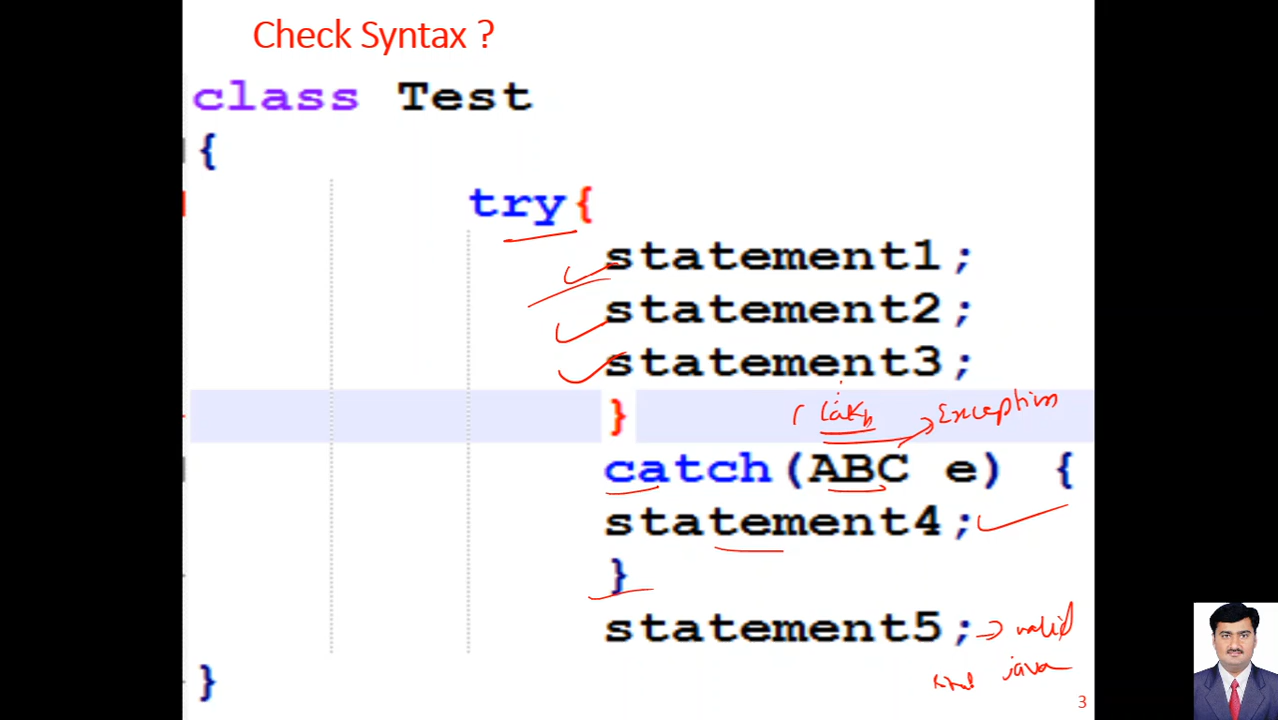 Check Syntax ?
class Test
{
try{
statement1;
statement2;
statement3;
}
Exception
catch(ABC e) {
statement4;
}
statement5; valid
java
}
3